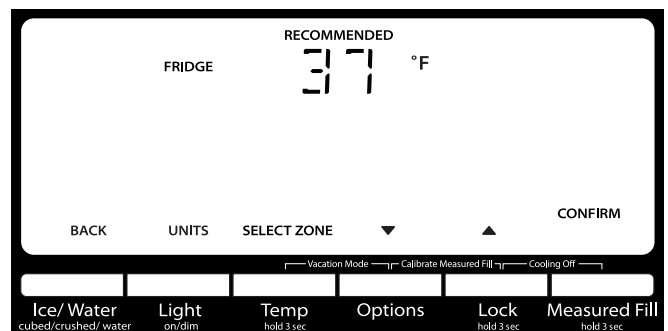 RECOMMENDED
FRIDGE 37 °F
CONFIRM
BACK UNITS SELECT ZONE ▼ ▲
Vacation Mode Calibrate Measured Fill Cooling Off
Ice/ Water Light Temp Options Lock Measured Fill
cubed/crushed/ water on/dim hold 3 sec hold 3 sec hold 3 sec